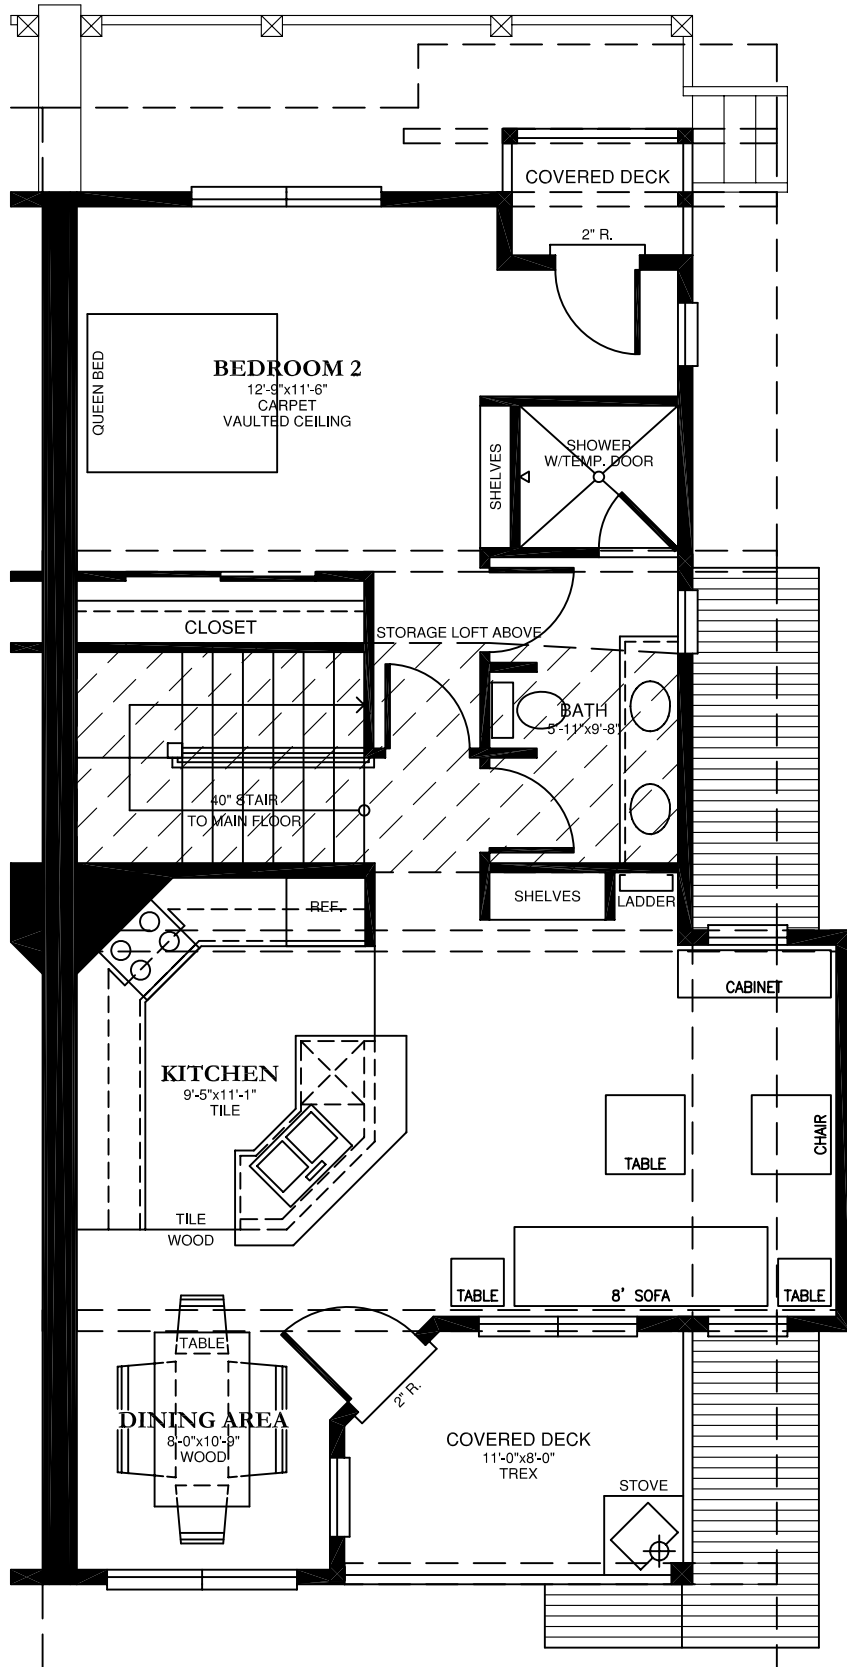 COVERED DECK
2" R.
QUEEN BED
BEDROOM 2
12'-9"x11'-6"
CARPET
VAULTED CEILING
SHELVES
SHOWER
W/TEMP. DOOR
CLOSET
STORAGE LOFT ABOVE
BATH
5'-11"x9'-8"
40" STAIR
TO MAIN FLOOR
REF.
SHELVES
LADDER
CABINET
KITCHEN
9'-5"x11'-1"
TILE
TABLE
CHAIR
TILE
WOOD
TABLE
8' SOFA
TABLE
TABLE
2" R.
DINING AREA
8'-0"x10'-9"
WOOD
COVERED DECK
11'-0"x8'-0"
TREX
STOVE